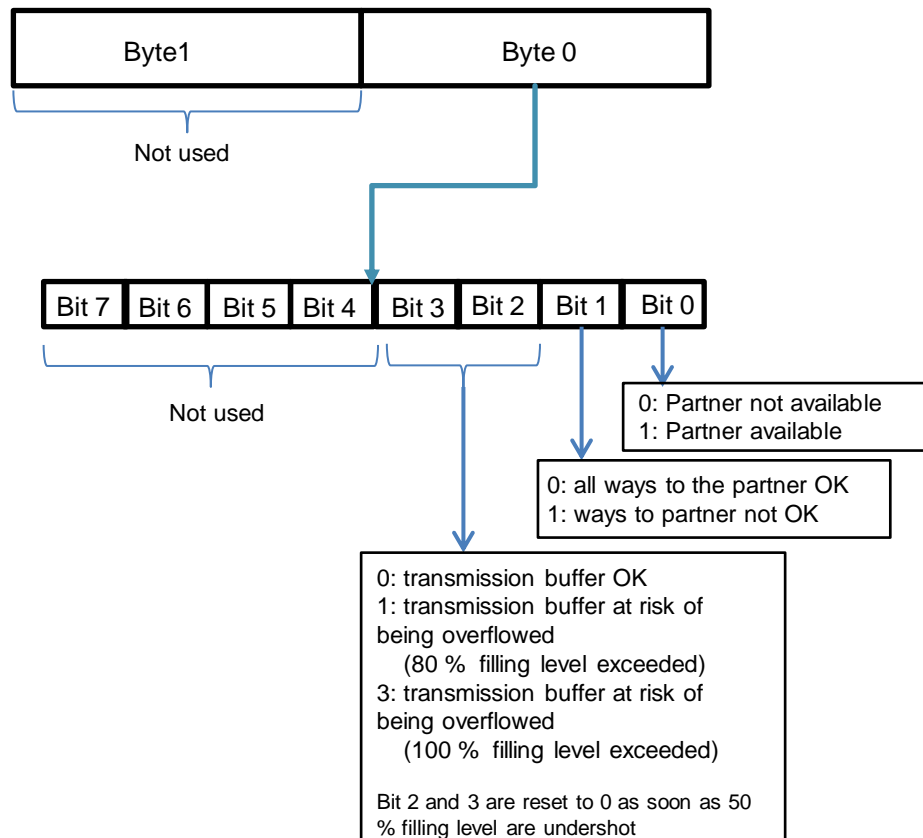 Byte1
Byte 0
Not used
Bit 7
Bit 6
Bit 5
Bit 4
Bit 3
Bit 2
Bit 1
Bit 0
Not used
0: Partner not available
1: Partner available
0: all ways to the partner OK
1: ways to partner not OK
0: transmission buffer OK
1: transmission buffer at risk of
being overflowed
(80 % filling level exceeded)
3: transmission buffer at risk of
being overflowed
(100 % filling level exceeded)
Bit 2 and 3 are reset to 0 as soon as 50
% filling level are undershot